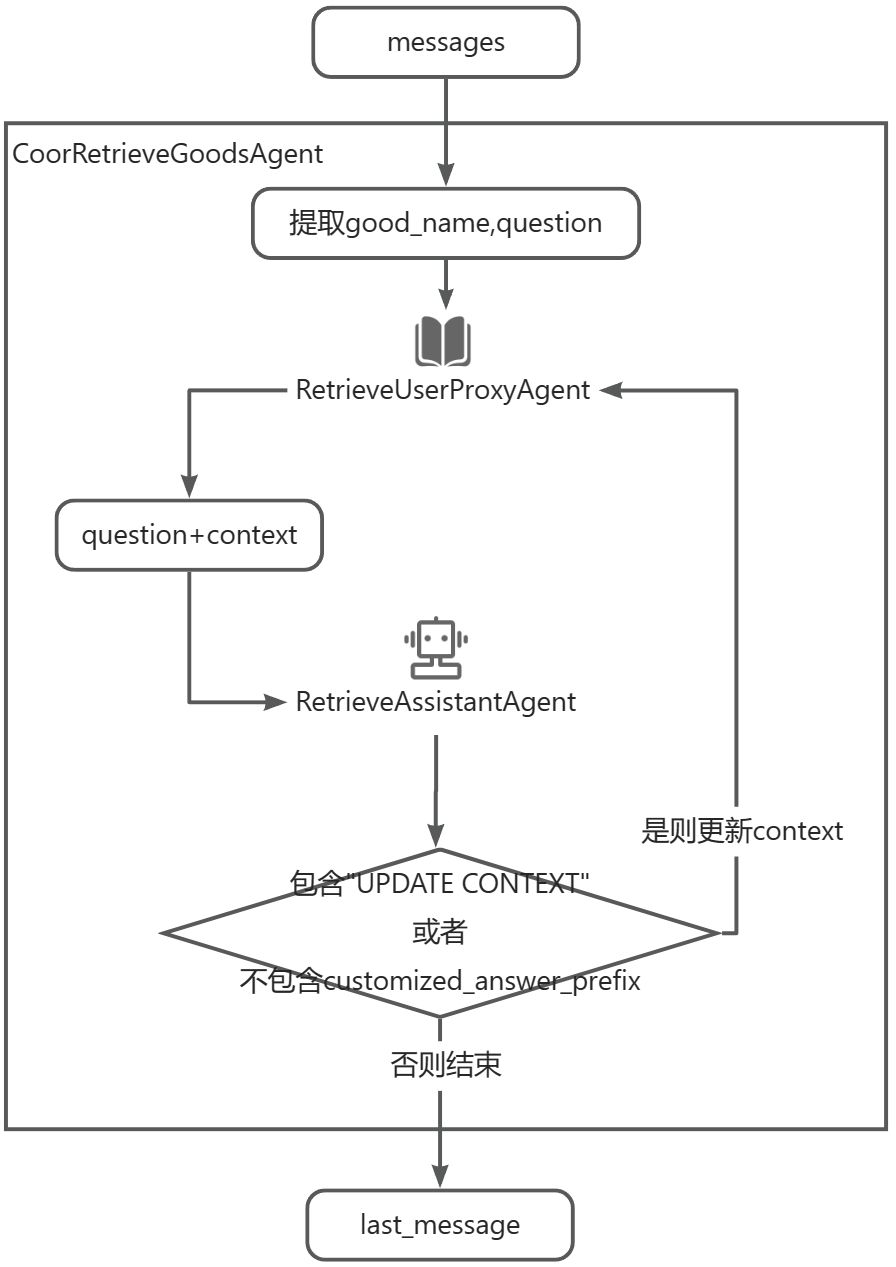 messages
CoorRetrieveGoodsAgent
提取good_name,question
RetrieveUserProxyAgent
question+context
RetrieveAssistantAgent
是则更新context
包含"UPDATE CONTEXT"
或者
不包含customized_answer_prefix
否则结束
last_message